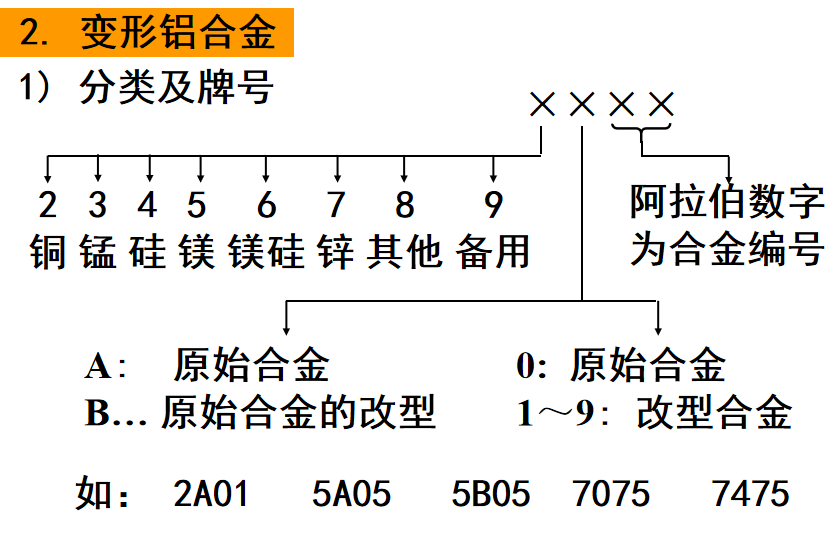 2. 变形铝合金
1) 分类及牌号
××××
2 3 4 5 6 7 8 9
铜 锰 硅 镁 镁硅 锌 其他 备用
阿拉伯数字
为合金编号
A: 原始合金
B… 原始合金的改型
0: 原始合金
1～9: 改型合金
如: 2A01 5A05 5B05 7075 7475